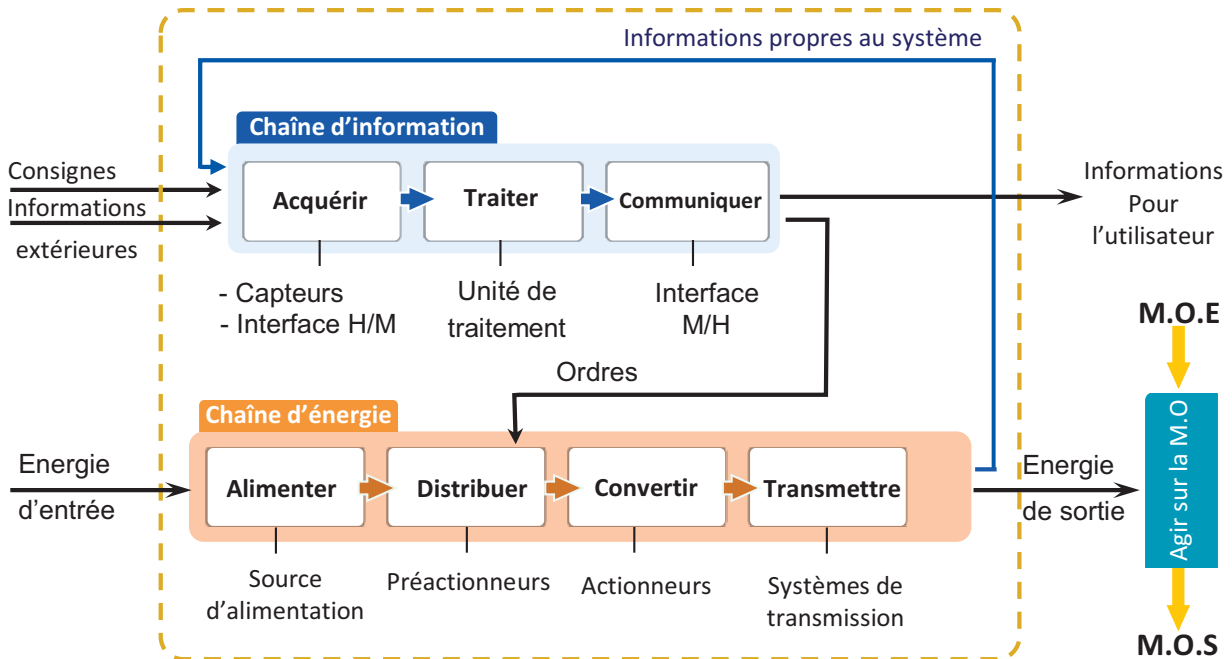 Informations propres au système
Chaîne d'information
Consignes
Informations
extérieures
Acquérir
Traiter
Communiquer
Informations
Pour
l'utilisateur
- Capteurs
- Interface H/M
Unité de
traitement
Interface
M/H
M.O.E
Ordres
Chaîne d'énergie
Energie
d'entrée
Alimenter
Distribuer
Convertir
Transmettre
Energie
de sortie
Agir sur la M.O
Source
d'alimentation
Préactionneurs
Actionneurs
Systèmes de
transmission
M.O.S